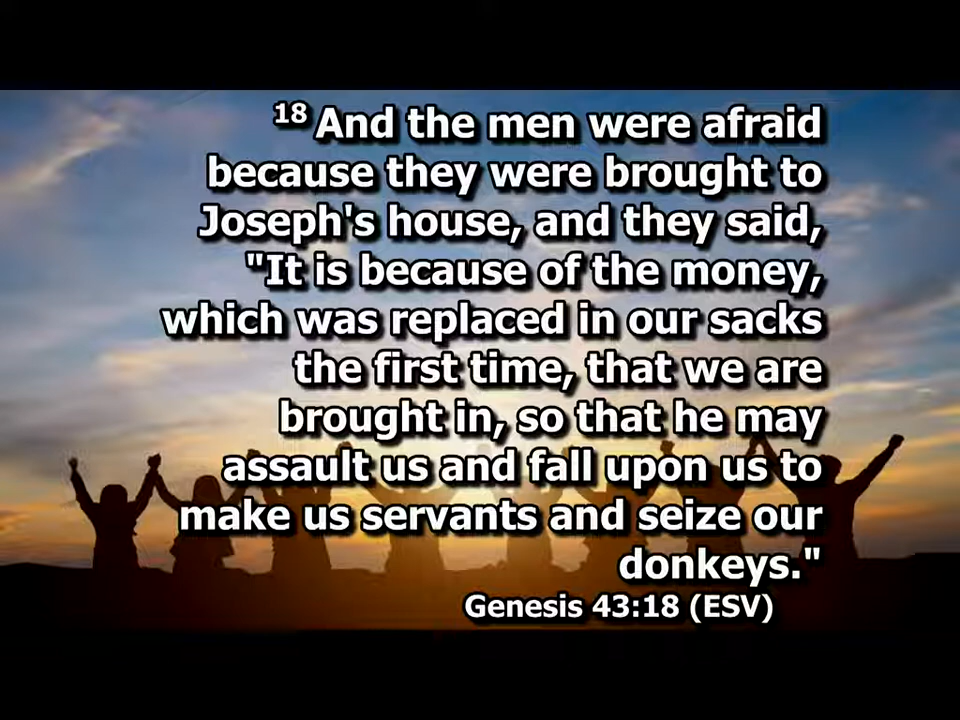 18 And the men were afraid
because they were brought to
Joseph's house, and they said,
"It is because of the money,
which was replaced in our sacks
the first time, that we are
brought in, so that he may
assault us and fall upon us to
make us servants and seize our
donkeys."
Genesis 43:18 (ESV)